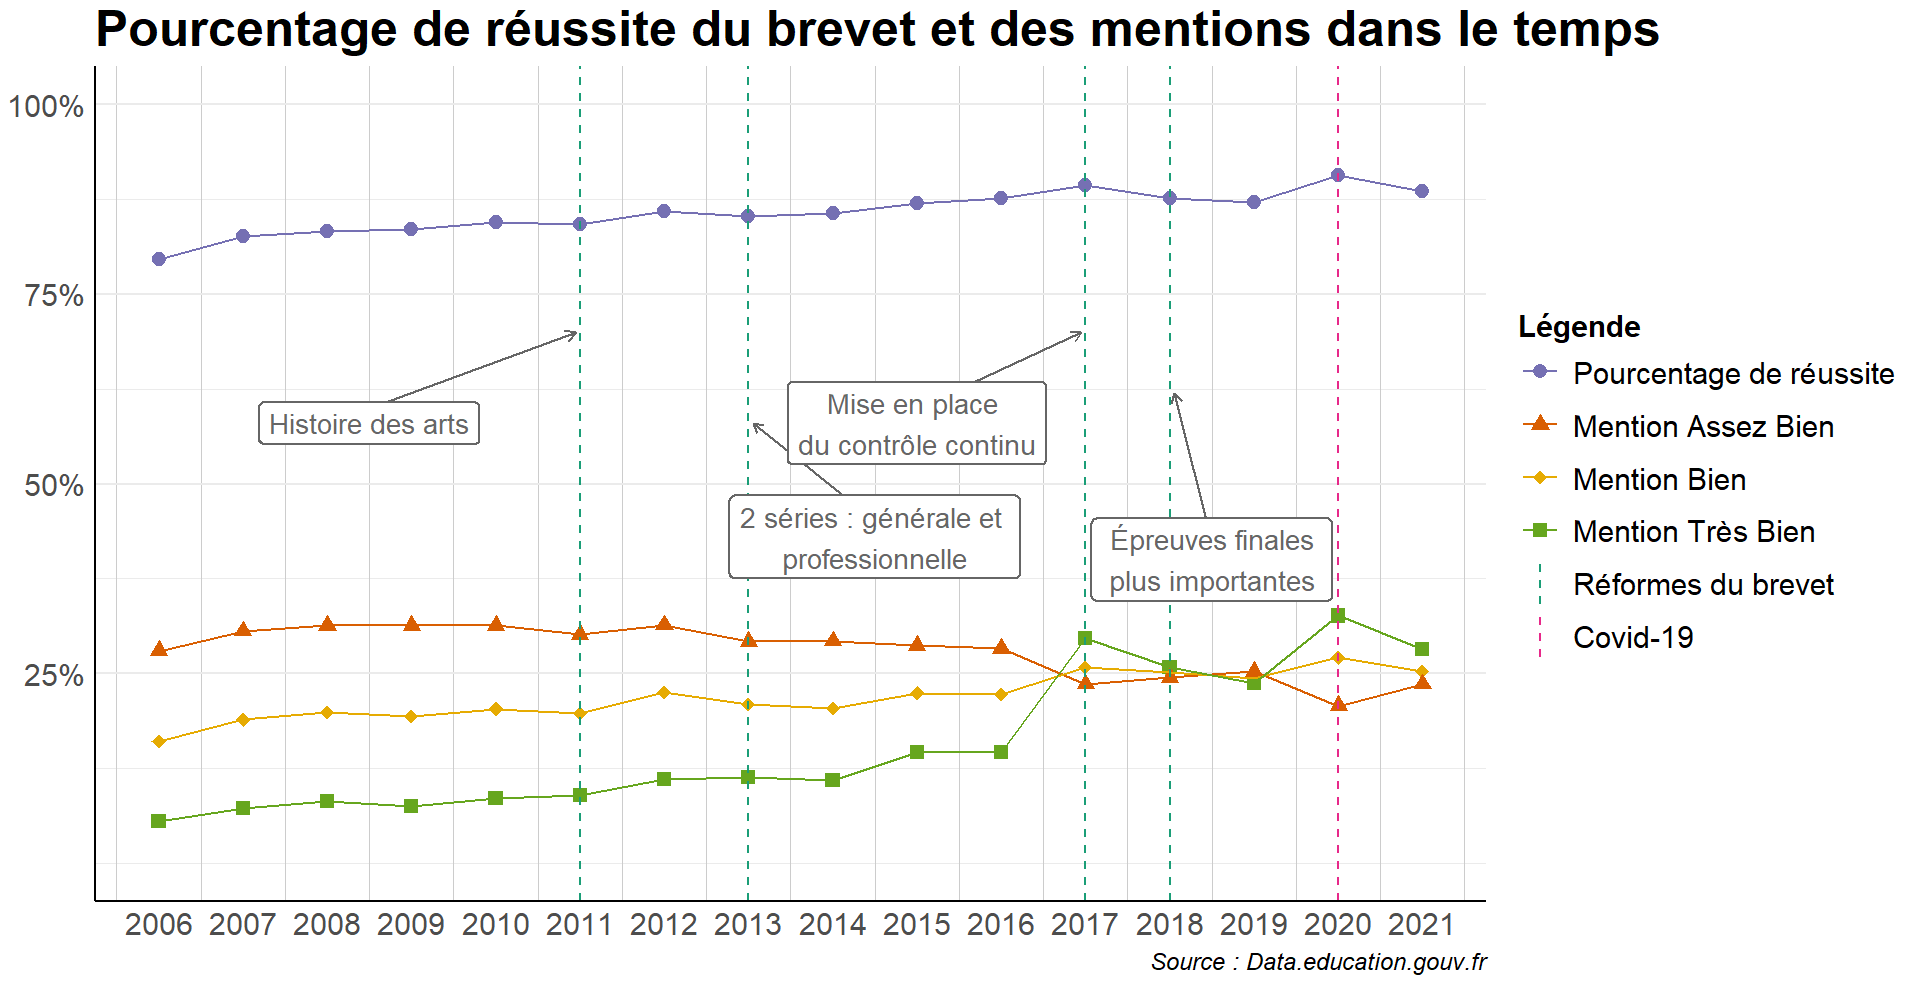 Pourcentage de réussite du brevet et des mentions dans le temps
100%
75%
50%
25%
Histoire des arts
Mise en place
du contrôle continu
2 séries : générale et
professionnelle
Épreuves finales
plus importantes
2006 2007 2008 2009 2010 2011 2012 2013 2014 2015 2016 2017 2018 2019 2020 2021
Source : Data.education.gouv.fr
Légende
Pourcentage de réussite
Mention Assez Bien
Mention Bien
Mention Très Bien
Réformes du brevet
Covid-19